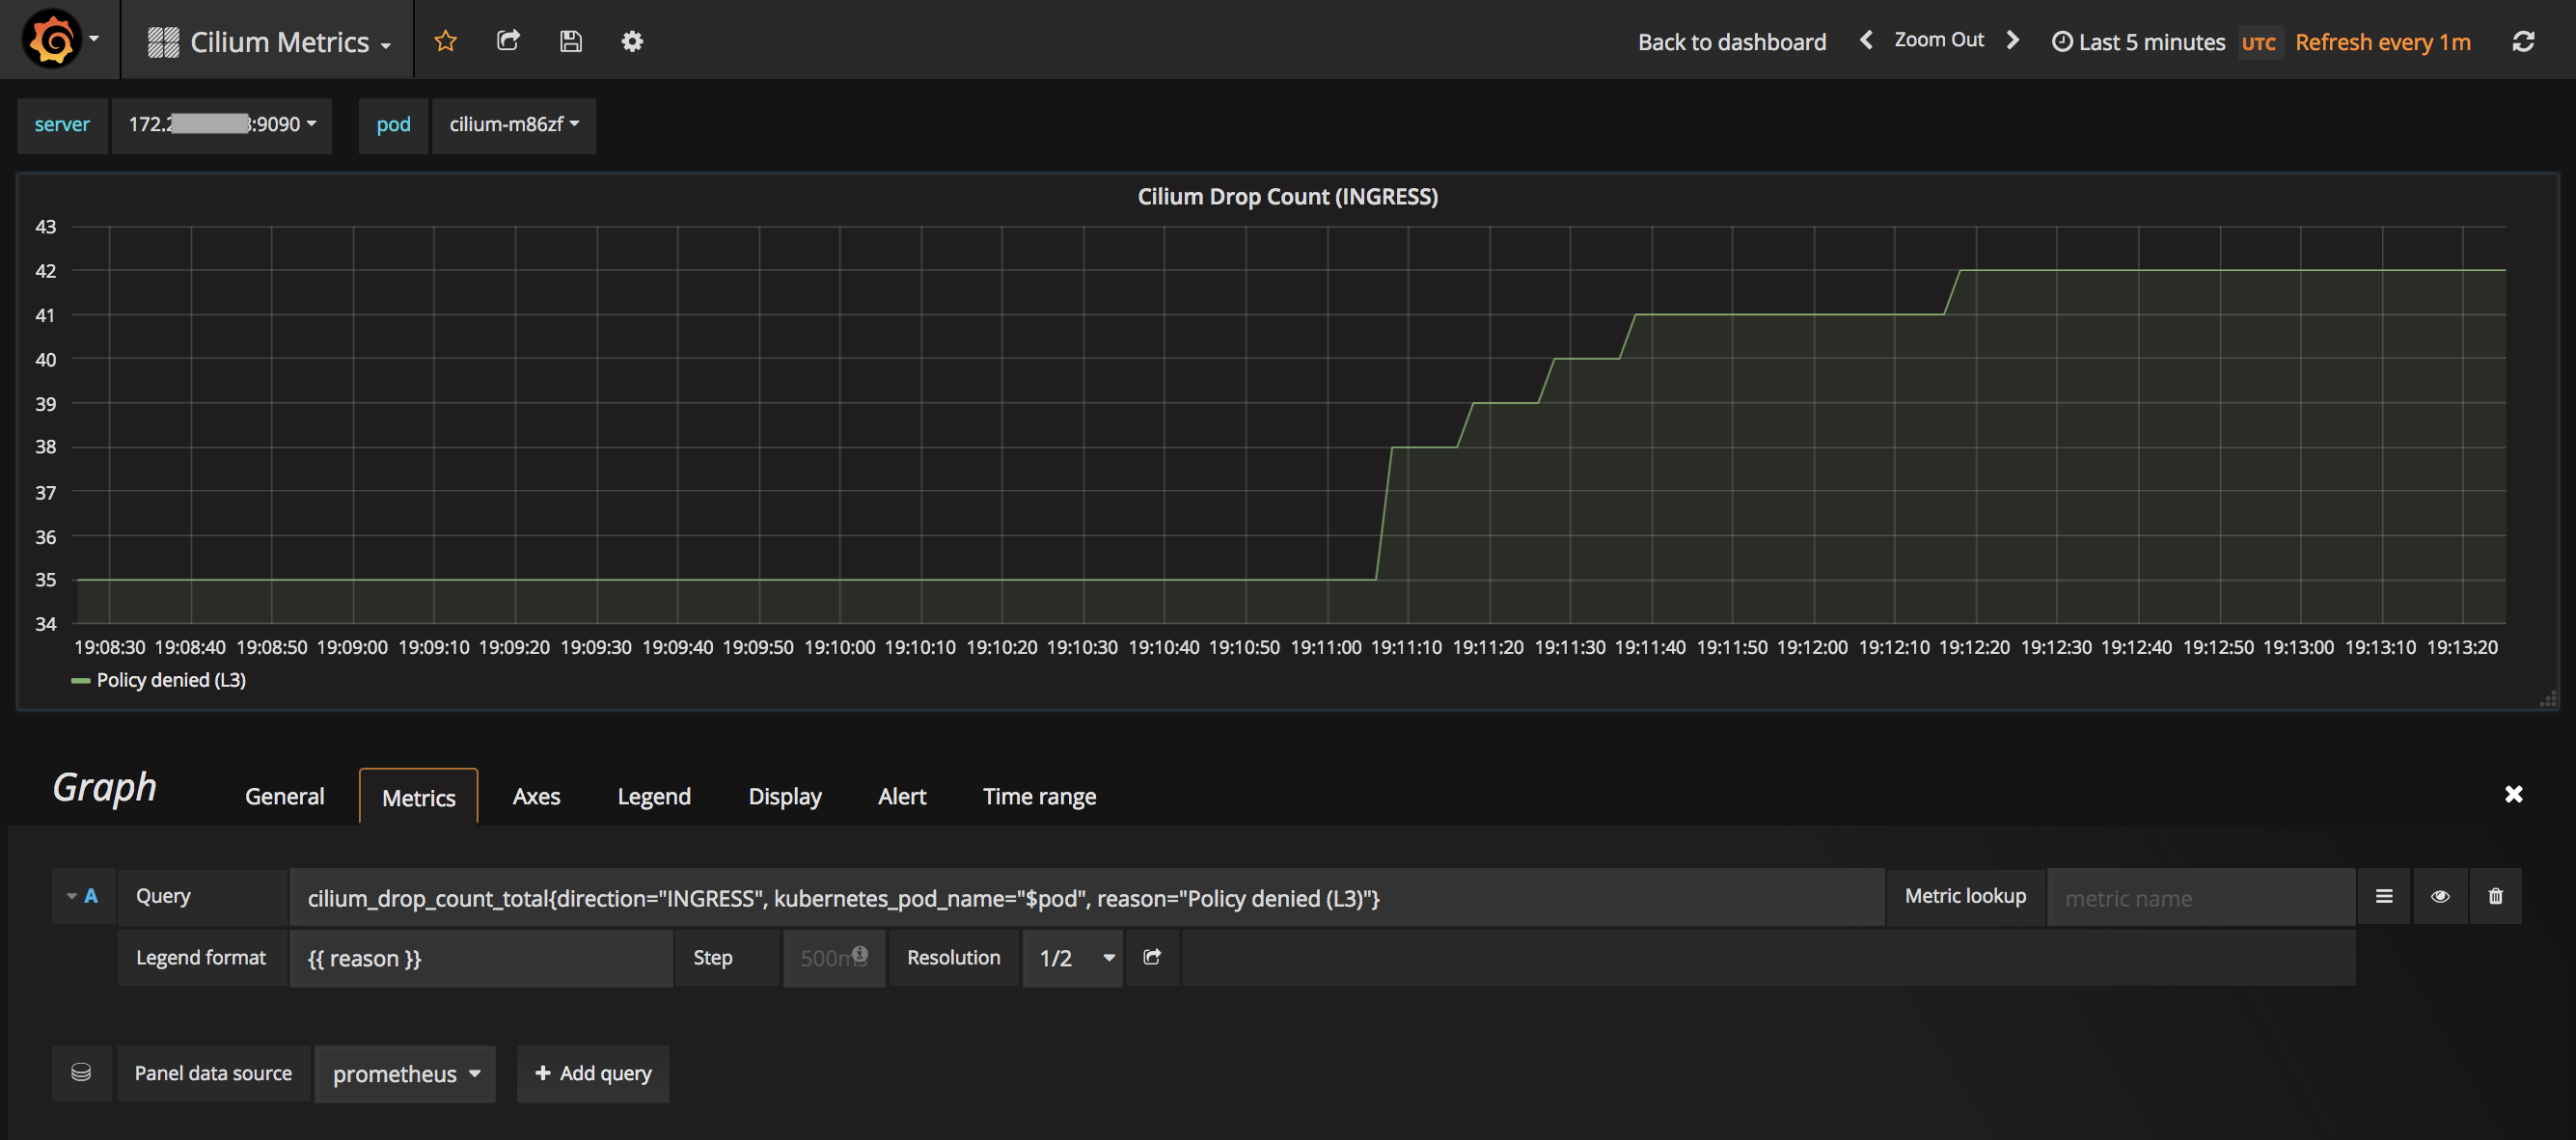 Cilium Metrics Back to dashboard Zoom Out Last 5 minutes UTC Refresh every 1m
server 172.2 :9090 pod cilium-m86zf
Cilium Drop Count (INGRESS)
43
42
41
40
39
38
37
36
35
34
19:08:30 19:08:40 19:08:50 19:09:00 19:09:10 19:09:20 19:09:30 19:09:40 19:09:50 19:10:00 19:10:10 19:10:20 19:10:30 19:10:40 19:10:50 19:11:00 19:11:10 19:11:20 19:11:30 19:11:40 19:11:50 19:12:00 19:12:10 19:12:20 19:12:30 19:12:40 19:12:50 19:13:00 19:13:10 19:13:20
Policy denied (L3)
Graph General Metrics Axes Legend Display Alert Time range
A Query cilium_drop_count_total{direction="INGRESS", kubernetes_pod_name="$pod", reason="Policy denied (L3)"} Metric lookup metric name
Legend format {{ reason }} Step 500ms Resolution 1/2
Panel data source prometheus Add query